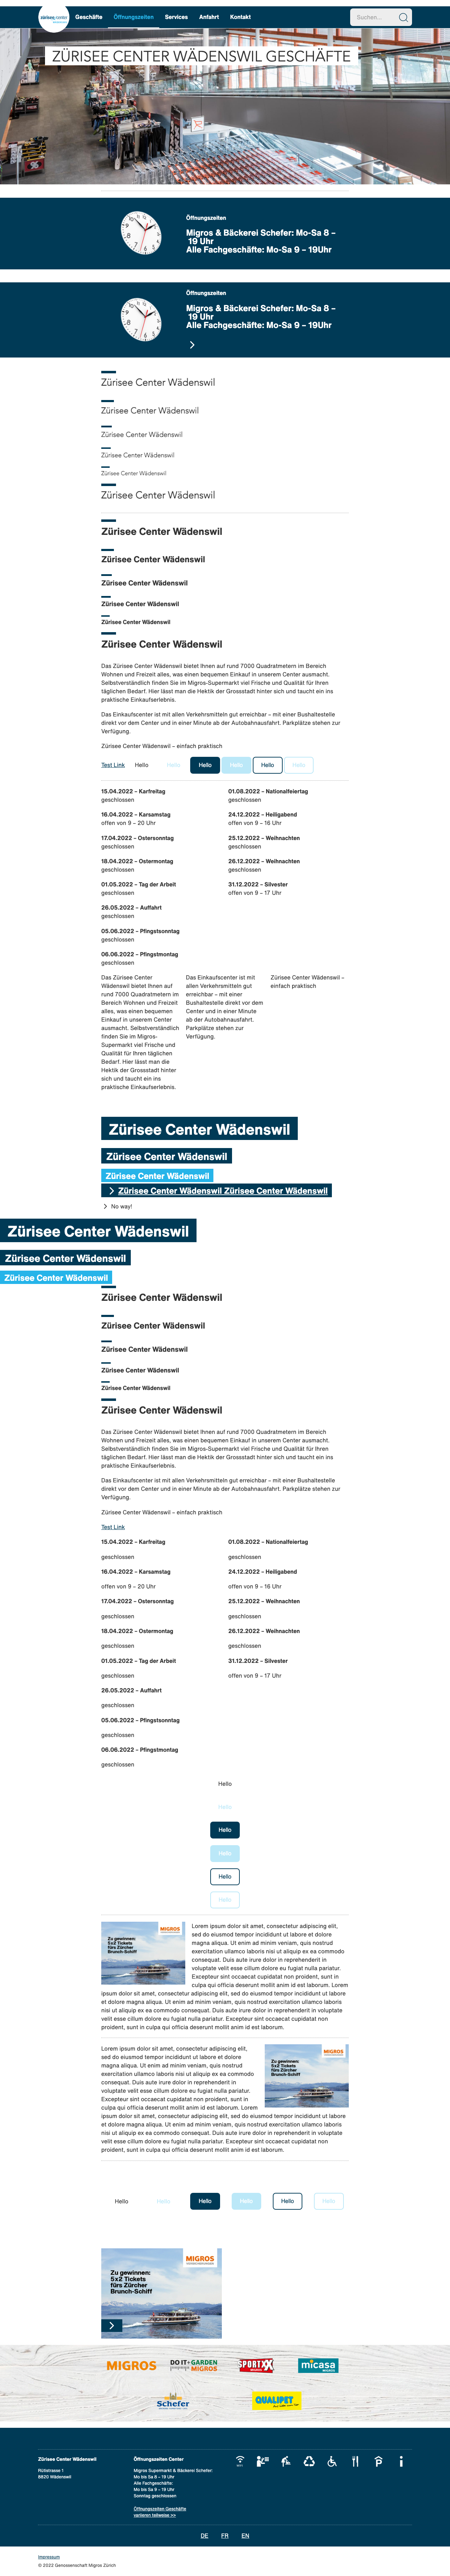 zürisee center
Geschäfte Öffnungszeiten Services Anfahrt Kontakt
Suchen...
ZÜRISEE CENTER WÄDENSWIL GESCHÄFTE
Öffnungszeiten
Migros & Bäckerei Schefer: Mo-Sa 8 –
19 Uhr
Alle Fachgeschäfte: Mo-Sa 9 – 19Uhr
Öffnungszeiten
Migros & Bäckerei Schefer: Mo-Sa 8 –
19 Uhr
Alle Fachgeschäfte: Mo-Sa 9 – 19Uhr
Zürisee Center Wädenswil
Zürisee Center Wädenswil
Zürisee Center Wädenswil
Zürisee Center Wädenswil
Zürisee Center Wädenswil
Zürisee Center Wädenswil
Zürisee Center Wädenswil
Zürisee Center Wädenswil
Zürisee Center Wädenswil
Zürisee Center Wädenswil
Zürisee Center Wädenswil
Zürisee Center Wädenswil
Das Zürisee Center Wädenswil bietet Ihnen auf rund 7000 Quadratmetern im Bereich
Wohnen und Freizeit alles, was einen bequemen Einkauf in unserem Center ausmacht.
Selbstverständlich finden Sie im Migros-Supermarkt viel Frische und Qualität für Ihren
täglichen Bedarf. Hier lässt man die Hektik der Grossstadt hinter sich und taucht ein ins
praktische Einkaufserlebnis.
Das Einkaufscenter ist mit allen Verkehrsmitteln gut erreichbar – mit einer Bushaltestelle
direkt vor dem Center und in einer Minute ab der Autobahnausfahrt. Parkplätze stehen zur
Verfügung.
Zürisee Center Wädenswil – einfach praktisch
Test Link Hello Hello Hello Hello Hello Hello
15.04.2022 – Karfreitag
geschlossen
16.04.2022 – Karsamstag
offen von 9 – 20 Uhr
17.04.2022 – Ostersonntag
geschlossen
18.04.2022 – Ostermontag
geschlossen
01.05.2022 – Tag der Arbeit
geschlossen
26.05.2022 – Auffahrt
geschlossen
05.06.2022 – Pfingstsonntag
geschlossen
06.06.2022 – Pfingstmontag
geschlossen
01.08.2022 – Nationalfeiertag
geschlossen
24.12.2022 – Heiligabend
offen von 9 – 16 Uhr
25.12.2022 – Weihnachten
geschlossen
26.12.2022 – Weihnachten
geschlossen
31.12.2022 – Silvester
offen von 9 – 17 Uhr
Das Zürisee Center
Wädenswil bietet Ihnen auf
rund 7000 Quadratmetern im
Bereich Wohnen und Freizeit
alles, was einen bequemen
Einkauf in unserem Center
ausmacht. Selbstverständlich
finden Sie im Migros-
Supermarkt viel Frische und
Qualität für Ihren täglichen
Bedarf. Hier lässt man die
Hektik der Grossstadt hinter
sich und taucht ein ins
praktische Einkaufserlebnis.
Das Einkaufscenter ist mit
allen Verkehrsmitteln gut
erreichbar – mit einer
Bushaltestelle direkt vor dem
Center und in einer Minute
ab der Autobahnausfahrt.
Parkplätze stehen zur
Verfügung.
Zürisee Center Wädenswil –
einfach praktisch
Zürisee Center Wädenswil
Zürisee Center Wädenswil
Zürisee Center Wädenswil
Zürisee Center Wädenswil Zürisee Center Wädenswil
No way!
Zürisee Center Wädenswil
Zürisee Center Wädenswil
Zürisee Center Wädenswil
Zürisee Center Wädenswil
Zürisee Center Wädenswil
Zürisee Center Wädenswil
Zürisee Center Wädenswil
Zürisee Center Wädenswil
Zürisee Center Wädenswil
Das Zürisee Center Wädenswil bietet Ihnen auf rund 7000 Quadratmetern im Bereich
Wohnen und Freizeit alles, was einen bequemen Einkauf in unserem Center ausmacht.
Selbstverständlich finden Sie im Migros-Supermarkt viel Frische und Qualität für Ihren
täglichen Bedarf. Hier lässt man die Hektik der Grossstadt hinter sich und taucht ein ins
praktische Einkaufserlebnis.
Das Einkaufscenter ist mit allen Verkehrsmitteln gut erreichbar – mit einer Bushaltestelle
direkt vor dem Center und in einer Minute ab der Autobahnausfahrt. Parkplätze stehen zur
Verfügung.
Zürisee Center Wädenswil – einfach praktisch
Test Link
15.04.2022 – Karfreitag
geschlossen
16.04.2022 – Karsamstag
offen von 9 – 20 Uhr
17.04.2022 – Ostersonntag
geschlossen
18.04.2022 – Ostermontag
geschlossen
01.05.2022 – Tag der Arbeit
geschlossen
26.05.2022 – Auffahrt
geschlossen
05.06.2022 – Pfingstsonntag
geschlossen
06.06.2022 – Pfingstmontag
geschlossen
01.08.2022 – Nationalfeiertag
geschlossen
24.12.2022 – Heiligabend
offen von 9 – 16 Uhr
25.12.2022 – Weihnachten
geschlossen
26.12.2022 – Weihnachten
geschlossen
31.12.2022 – Silvester
offen von 9 – 17 Uhr
Hello
Hello
Hello
Hello
Hello
Hello
MIGROS
Zu gewinnen:
5x2 Tickets
fürs Zürcher
Brunch-Schiff
Lorem ipsum dolor sit amet, consectetur adipiscing elit,
sed do eiusmod tempor incididunt ut labore et dolore
magna aliqua. Ut enim ad minim veniam, quis nostrud
exercitation ullamco laboris nisi ut aliquip ex ea commodo
consequat. Duis aute irure dolor in reprehenderit in
voluptate velit esse cillum dolore eu fugiat nulla pariatur.
Excepteur sint occaecat cupidatat non proident, sunt in
culpa qui officia deserunt mollit anim id est laborum. Lorem
ipsum dolor sit amet, consectetur adipiscing elit, sed do eiusmod tempor incididunt ut labore
et dolore magna aliqua. Ut enim ad minim veniam, quis nostrud exercitation ullamco laboris
nisi ut aliquip ex ea commodo consequat. Duis aute irure dolor in reprehenderit in voluptate
velit esse cillum dolore eu fugiat nulla pariatur. Excepteur sint occaecat cupidatat non
proident, sunt in culpa qui officia deserunt mollit anim id est laborum.
Lorem ipsum dolor sit amet, consectetur adipiscing elit,
sed do eiusmod tempor incididunt ut labore et dolore
magna aliqua. Ut enim ad minim veniam, quis nostrud
exercitation ullamco laboris nisi ut aliquip ex ea commodo
consequat. Duis aute irure dolor in reprehenderit in
voluptate velit esse cillum dolore eu fugiat nulla pariatur.
Excepteur sint occaecat cupidatat non proident, sunt in
culpa qui officia deserunt mollit anim id est laborum. Lorem
ipsum dolor sit amet, consectetur adipiscing elit, sed do eiusmod tempor incididunt ut labore
et dolore magna aliqua. Ut enim ad minim veniam, quis nostrud exercitation ullamco laboris
nisi ut aliquip ex ea commodo consequat. Duis aute irure dolor in reprehenderit in voluptate
velit esse cillum dolore eu fugiat nulla pariatur. Excepteur sint occaecat cupidatat non
proident, sunt in culpa qui officia deserunt mollit anim id est laborum.
MIGROS
Zu gewinnen:
5x2 Tickets
fürs Zürcher
Brunch-Schiff
Hello Hello Hello Hello Hello Hello
MIGROS
Zu gewinnen:
5x2 Tickets
fürs Zürcher
Brunch-Schiff
MIGROS
DO IT + GARDEN
MIGROS
SPORTXX
MIGROS
micasa
MIGROS
Schefer
QUALIPET
Zürisee Center Wädenswil
Rütistrasse 1
8820 Wädenswil
Öffnungszeiten Center
Migros Supermarkt & Bäckerei Schefer:
Mo bis Sa 8 – 19 Uhr
Alle Fachgeschäfte:
Mo bis Sa 9 – 19 Uhr
Sonntag geschlossen
Öffnungszeiten Geschäfte
variieren teilweise >>
DE FR EN
Impressum
© 2022 Genossenschaft Migros Zürich